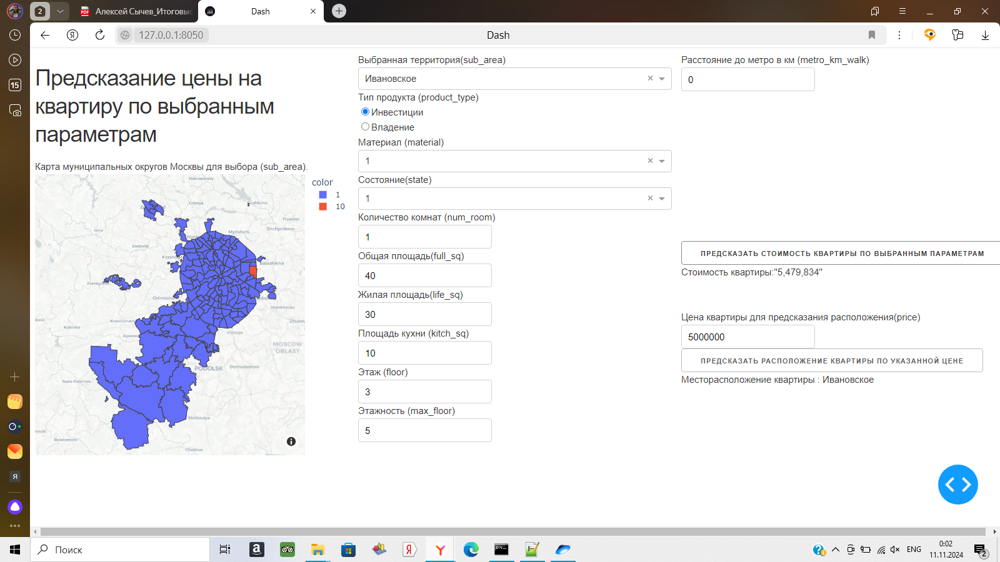 2
Алексей Сычев_Итоговые
Dash
127.0.0.1:8050
Dash
15
Предсказание цены на
квартиру по выбранным
параметрам
Карта муниципальных округов Москвы для выбора (sub_area).
color
1
10
Nekrasovsky
Lobnya
Pushkino
Fryazino
Shchyolkovo
Istra
Mytishchi
Dedovsk
Balashikha
Zvenigorod
Odintsovo
Malakhovka
Krasnoznamensk
Kubinka
Vidnoye
MOSCOW
OBLAST
Domodedovo
PODOLSK
Naro-Fominsk
Stolbovaya
Balabanovo
Chekhov
Выбранная территория(sub_area)
Ивановское
Тип продукта (product_type)
Инвестиции
Владение
Материал (material)
1
Состояние(state)
1
Количество комнат (num_room)
1
Общая площадь(full_sq)
40
Жилая площадь(life_sq)
30
Площадь кухни (kitch_sq)
10
Этаж (floor)
3
Этажность (max_floor)
5
Расстояние до метро в км (metro_km_walk)
0
ПРЕДСКАЗАТЬ СТОИМОСТЬ КВАРТИРЫ ПО ВЫБРАННЫМ ПАРАМЕТРАМ
Стоимость квартиры:"5,479,834"
Цена квартиры для предсказания расположения(price)
5000000
ПРЕДСКАЗАТЬ РАСПОЛОЖЕНИЕ КВАРТИРЫ ПО УКАЗАННОЙ ЦЕНЕ
Месторасположение квартиры : Ивановское
Поиск
ENG
0:02
11.11.2024
2